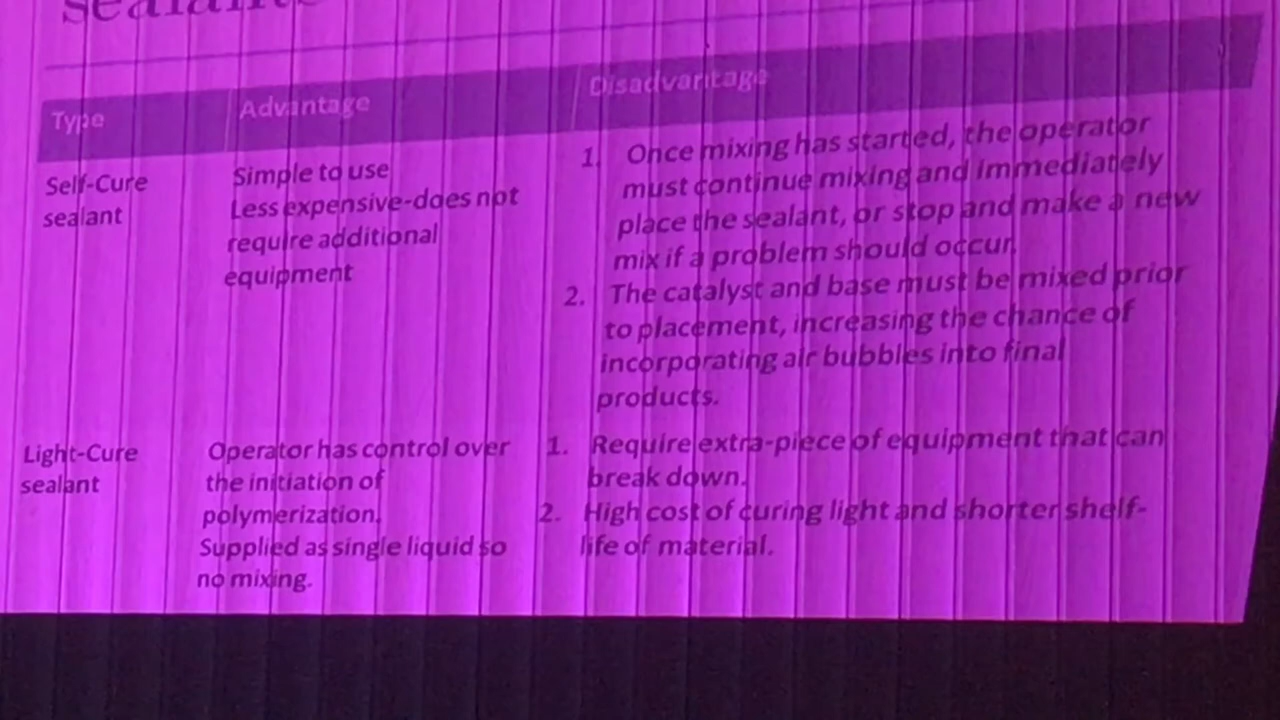 sealants
Type Advantage Disadvantage
Self-Cure
sealant
Simple to use
Less expensive-does not
require additional
equipment
1. Once mixing has started, the operator
must continue mixing and immediately
place the sealant, or stop and make a new
mix if a problem should occur.
2. The catalyst and base must be mixed prior
to placement, increasing the chance of
incorporating air bubbles into final
products.
Light-Cure
sealant
Operator has control over
the initiation of
polymerization.
Supplied as single liquid so
no mixing.
1. Require extra-piece of equipment that can
break down.
2. High cost of curing light and shorter shelf-
life of material.